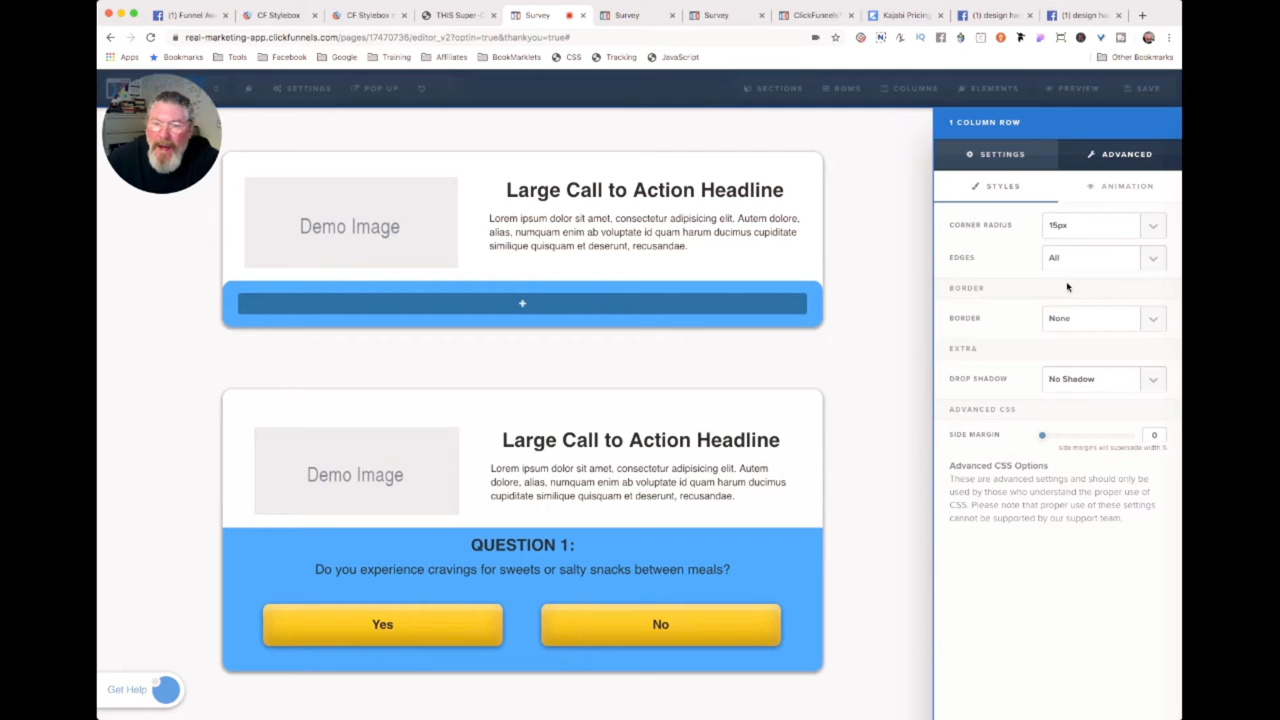 (1) Funnel Aw
CF Stylebox
CF Stylebox m
THIS Super-C
Survey
Survey
Survey
ClickFunnels
Kajabi Pricing
(1) design ha
(1) design ha
real-marketing-app.clickfunnels.com/pages/17470736/editor_v2?optin=true&thankyou=true#
Apps
Bookmarks
Tools
Facebook
Google
Training
Affiliates
BookMarklets
CSS
Tracking
JavaScript
Other Bookmarks
SETTINGS
POP UP
SECTIONS
ROWS
COLUMNS
ELEMENTS
PREVIEW
SAVE
1 COLUMN ROW
SETTINGS
ADVANCED
STYLES
ANIMATION
CORNER RADIUS
15px
EDGES
All
BORDER
BORDER
None
EXTRA
DROP SHADOW
No Shadow
ADVANCED CSS
SIDE MARGIN
0
side margins will supersede width %
Advanced CSS Options
These are advanced settings and should only be
used by those who understand the proper use of
CSS. Please note that proper use of these settings
cannot be supported by our support team.
Demo Image
Large Call to Action Headline
Lorem ipsum dolor sit amet, consectetur adipisicing elit. Autem dolore,
alias, numquam enim ab voluptate id quam harum ducimus cupiditate
similique quisquam et deserunt, recusandae.
+
Demo Image
Large Call to Action Headline
Lorem ipsum dolor sit amet, consectetur adipisicing elit. Autem
dolore, alias, numquam enim ab voluptate id quam harum ducimus
cupiditate similique quisquam et deserunt, recusandae.
QUESTION 1:
Do you experience cravings for sweets or salty snacks between meals?
Yes
No
Get Help